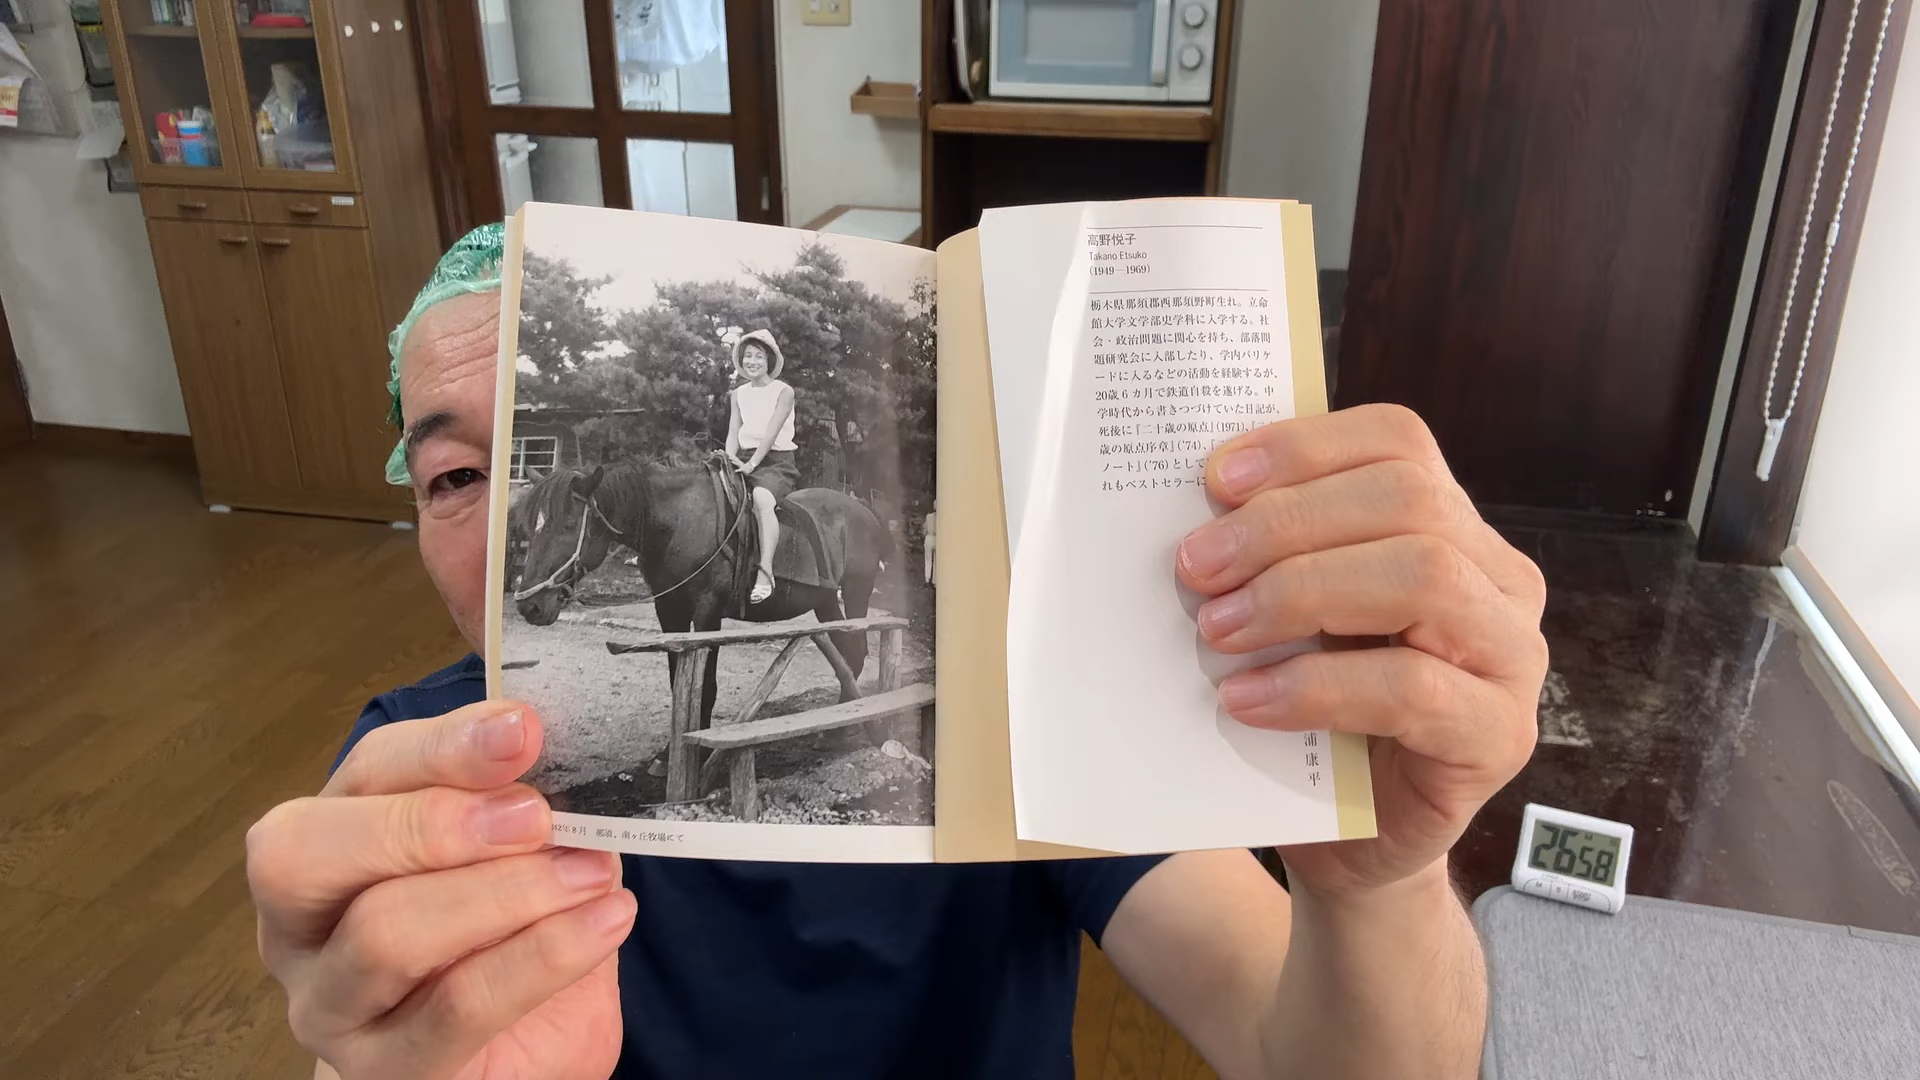 高野悦子
Takano Etsuko
(1949—1969)
栃木県那須郡西那須野町生れ。立命
館大学文学部史学科に入学する。社
会・政治問題に関心を持ち、部落問
題研究会に入部したり、学内バリケ
ードに入るなどの活動を経験するが、
20歳6カ月で鉄道自殺を遂げる。中
学時代から書きつづけていた日記が、
死後に『二十歳の原点』(1971)、『二
歳の原点序章』('74)、『
ノート』('76)として
れもベストセラーに
浦康平
62年8月 那須、南ヶ丘牧場にて
26 58